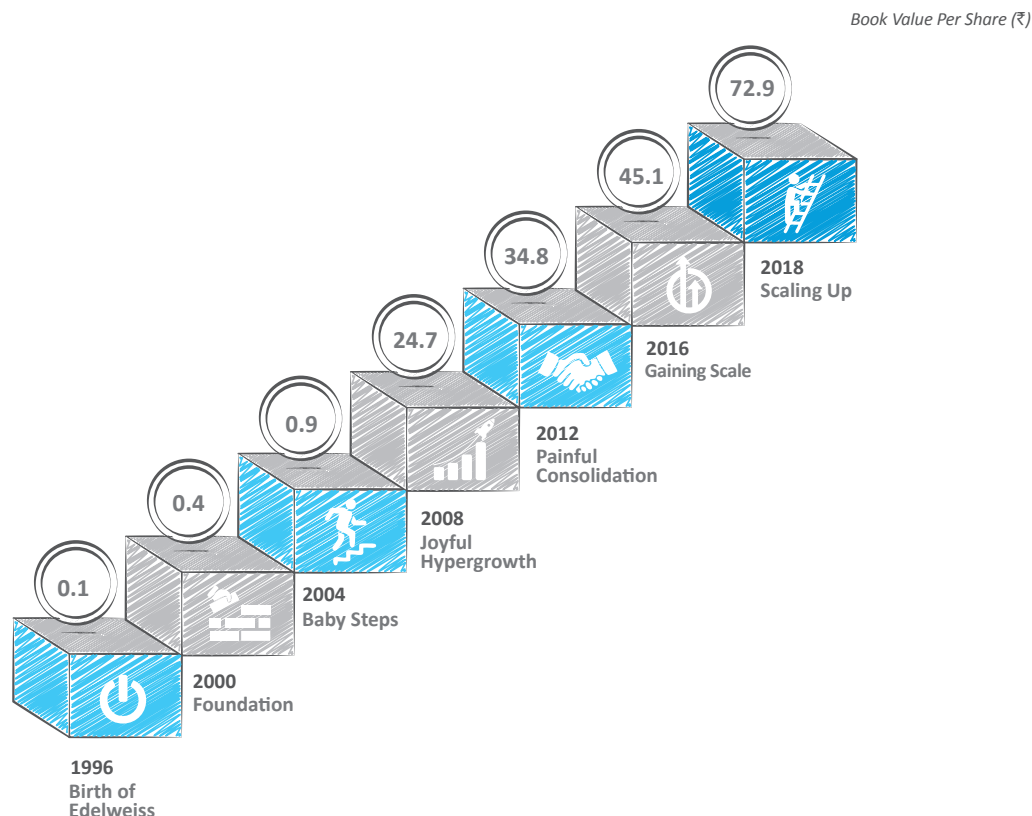 Book Value Per Share (₹)
72.9
45.1
34.8
2018
Scaling Up
24.7
2016
Gaining Scale
0.9
2012
Painful
Consolidation
0.4
2008
Joyful
Hypergrowth
0.1
2004
Baby Steps
2000
Foundation
1996
Birth of
Edelweiss